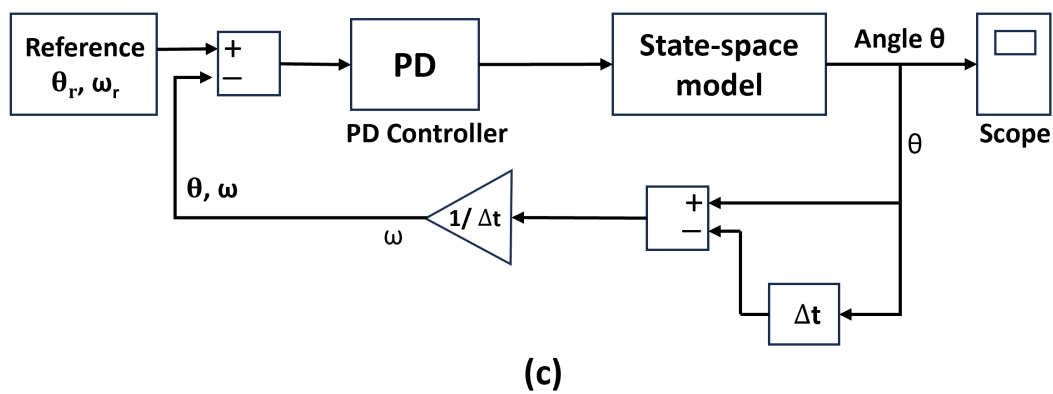 Reference
θr, ωr
+
−
PD
PD Controller
State-space
model
Angle θ
Scope
θ
θ, ω
ω
1/ Δt
+
−
Δt
(c)